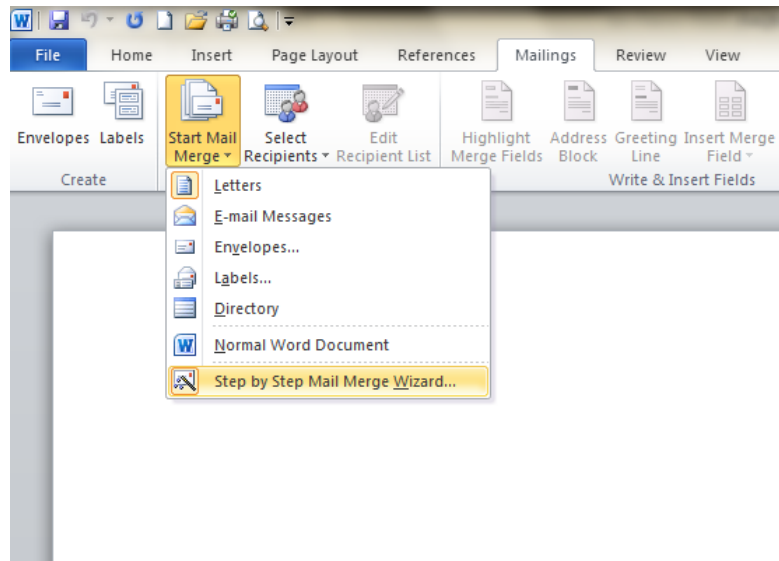 W
File Home Insert Page Layout References Mailings Review View
Envelopes Labels Start Mail Select Edit Highlight Address Greeting Insert Merge
Merge Recipients Recipient List Merge Fields Block Line Field
Create Write & Insert Fields
Letters
E-mail Messages
Envelopes...
Labels...
Directory
W Normal Word Document
Step by Step Mail Merge Wizard...